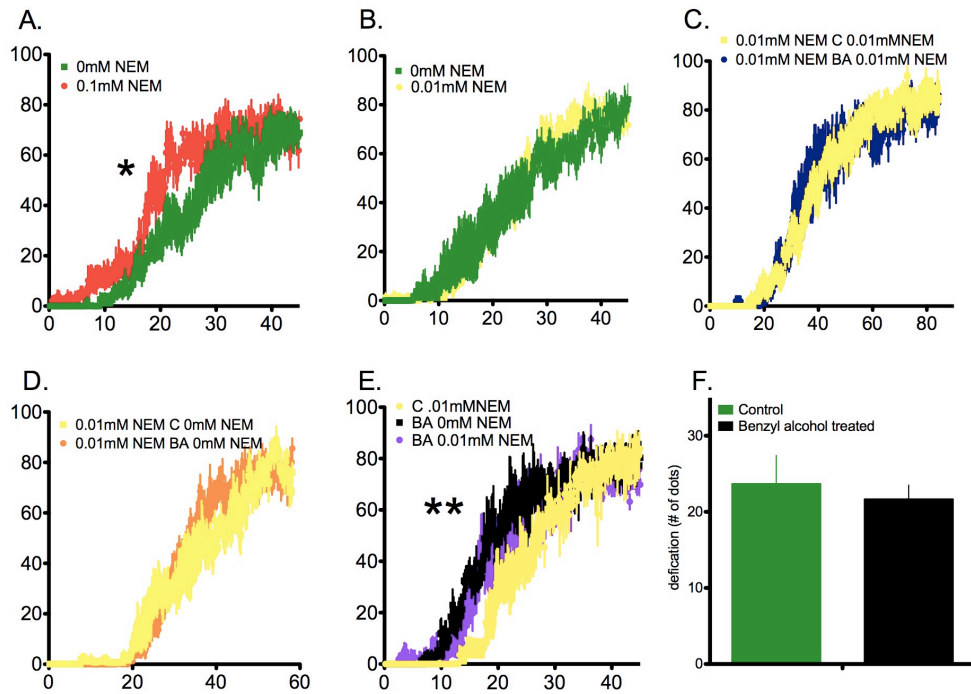 A.
0mM NEM
0.1mM NEM
*
100
80
60
40
20
0
0 10 20 30 40
B.
0mM NEM
0.01mM NEM
100
80
60
40
20
0
0 10 20 30 40
C.
0.01mM NEM C 0.01mMNEM
0.01mM NEM BA 0.01mM NEM
100
80
60
40
20
0
0 20 40 60 80
D.
0.01mM NEM C 0mM NEM
0.01mM NEM BA 0mM NEM
100
80
60
40
20
0
0 20 40 60
E.
C .01mMNEM
BA 0mM NEM
BA 0.01mM NEM
**
100
80
60
40
20
0
0 10 20 30 40
F.
Control
Benzyl alcohol treated
defication (# of dots)
30
20
10
0